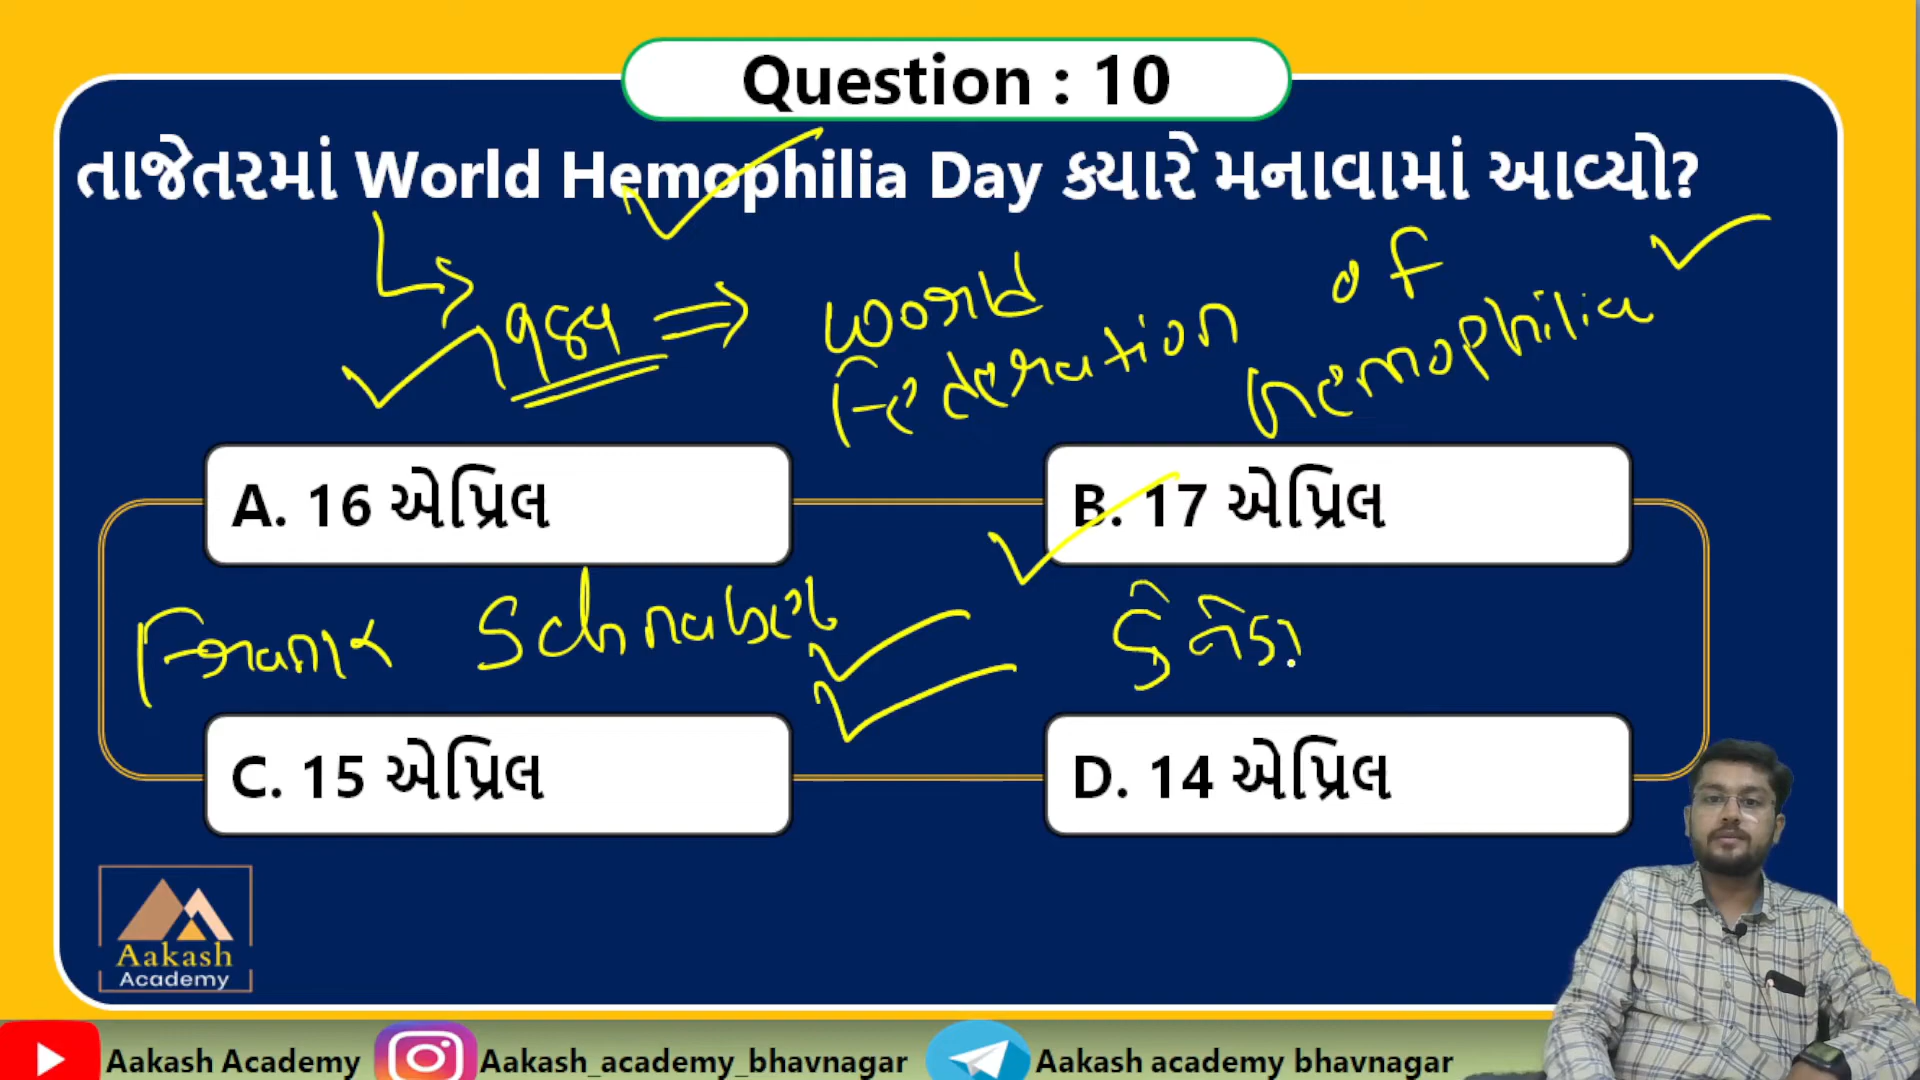 Question : 10
તાજેતરમાં World Hemophilia Day ક્યારે મનાવામાં આવ્યો?
૧૯૮૧ ⇒ World Federation of Hemophilia
A. 16 એપ્રિલ
B. 17 એપ્રિલ
Frank Schnabel
કેનેડા
C. 15 એપ્રિલ
D. 14 એપ્રિલ
Aakash
Academy
Aakash Academy
Aakash_academy_bhavnagar
Aakash academy bhavnagar